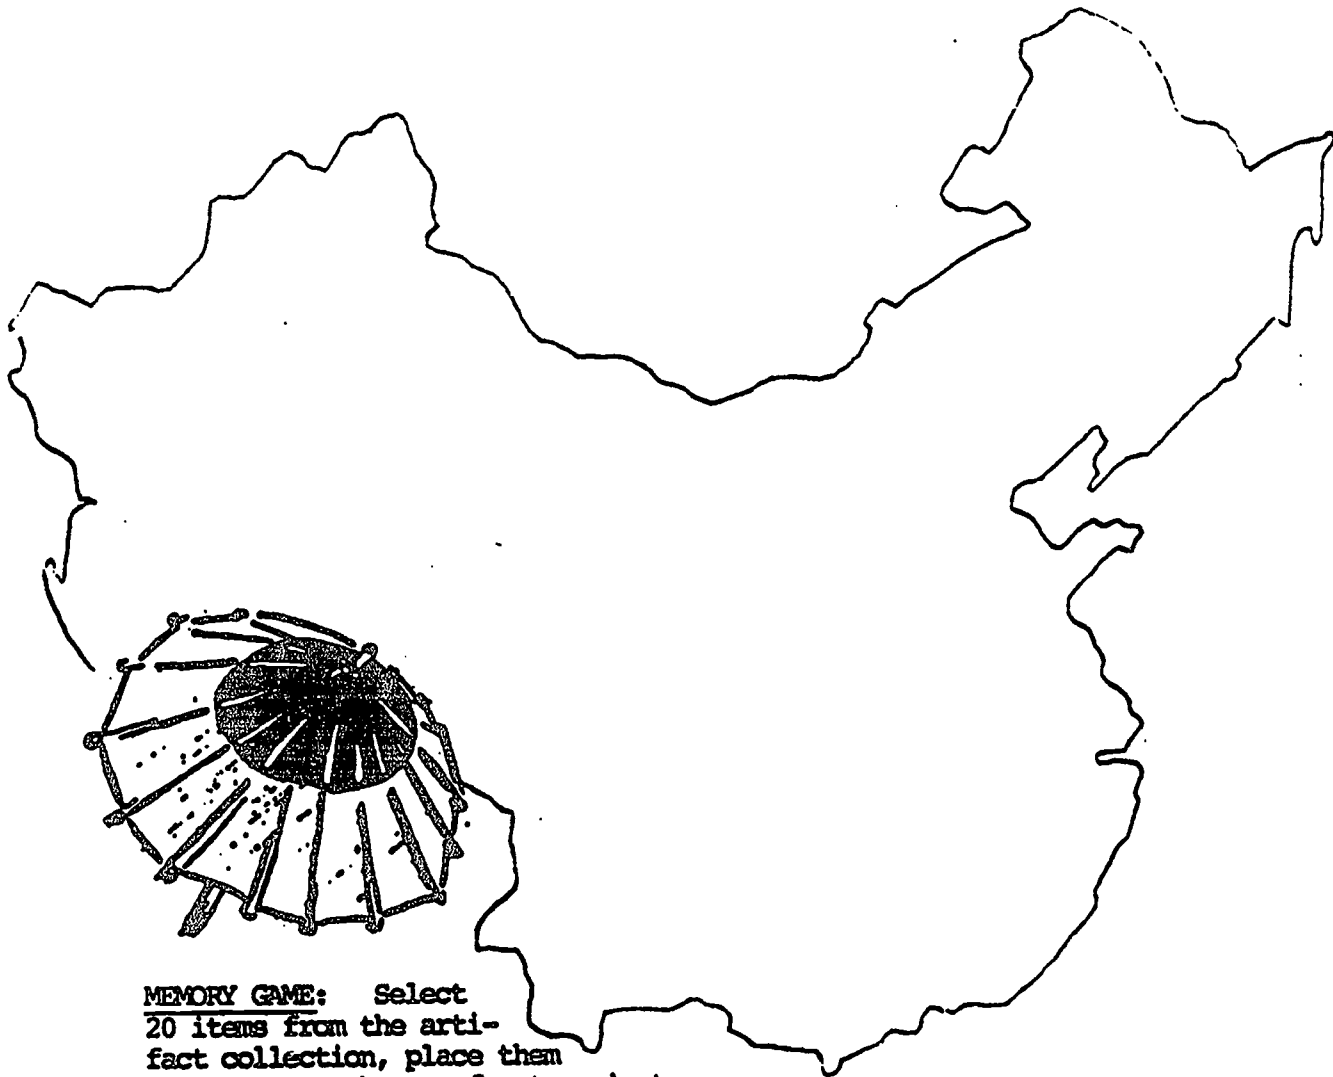 MEMORY GAME: Select
20 items from the arti-
fact collection, place them